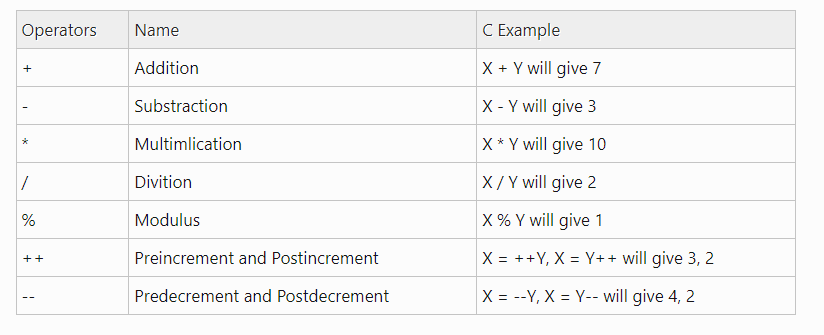 Operators Name C Example
+ Addition X + Y will give 7
- Substraction X - Y will give 3
* Multimlication X * Y will give 10
/ Divition X / Y will give 2
% Modulus X % Y will give 1
++ Preincrement and Postincrement X = ++Y, X = Y++ will give 3, 2
-- Predecrement and Postdecrement X = --Y, X = Y-- will give 4, 2